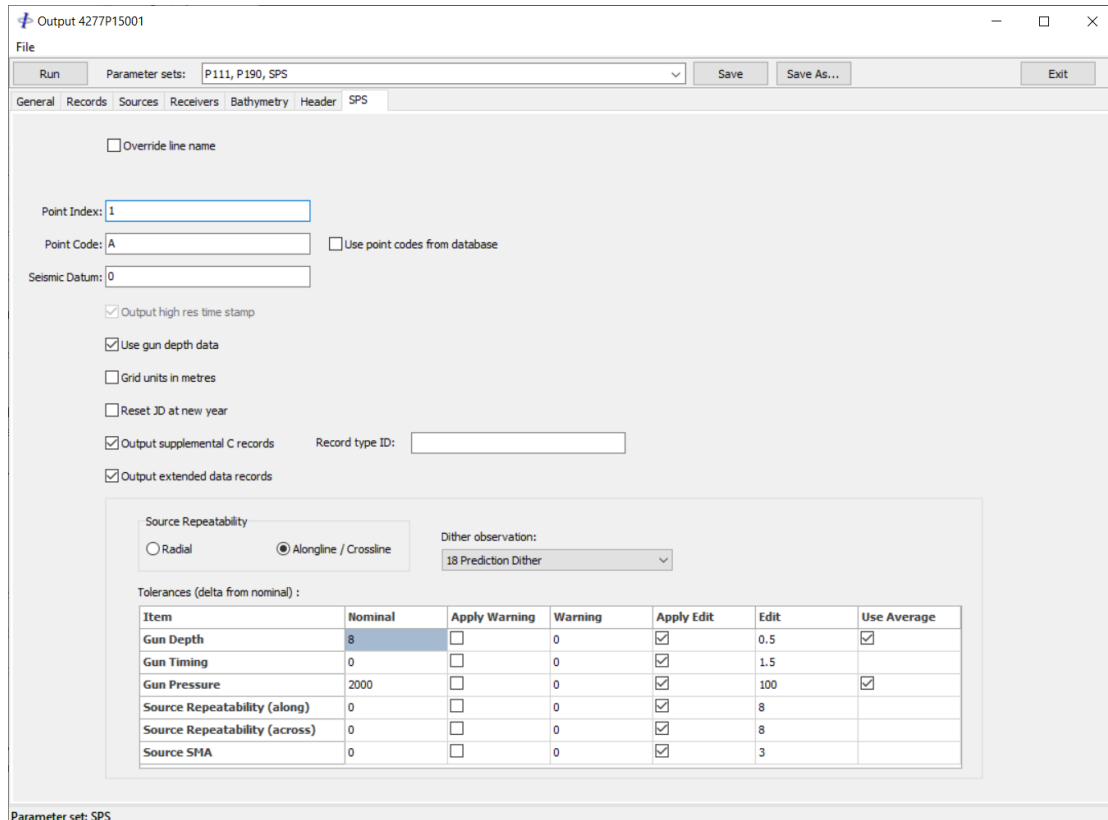 Output 4277P15001
File
Run Parameter sets: P111, P190, SPS Save Save As... Exit
General Records Sources Receivers Bathymetry Header SPS
Override line name
Point Index: 1
Point Code: A Use point codes from database
Seismic Datum: 0
Output high res time stamp
Use gun depth data
Grid units in metres
Reset JD at new year
Output supplemental C records Record type ID:
Output extended data records
Source Repeatability
Radial Alongline / Crossline
Dither observation:
18 Prediction Dither
Tolerances (delta from nominal) :
Item Nominal Apply Warning Warning Apply Edit Edit Use Average
Gun Depth 8 0 0.5
Gun Timing 0 0 1.5
Gun Pressure 2000 0 100
Source Repeatability (along) 0 0 8
Source Repeatability (across) 0 0 8
Source SMA 0 0 3
Parameter set: SPS